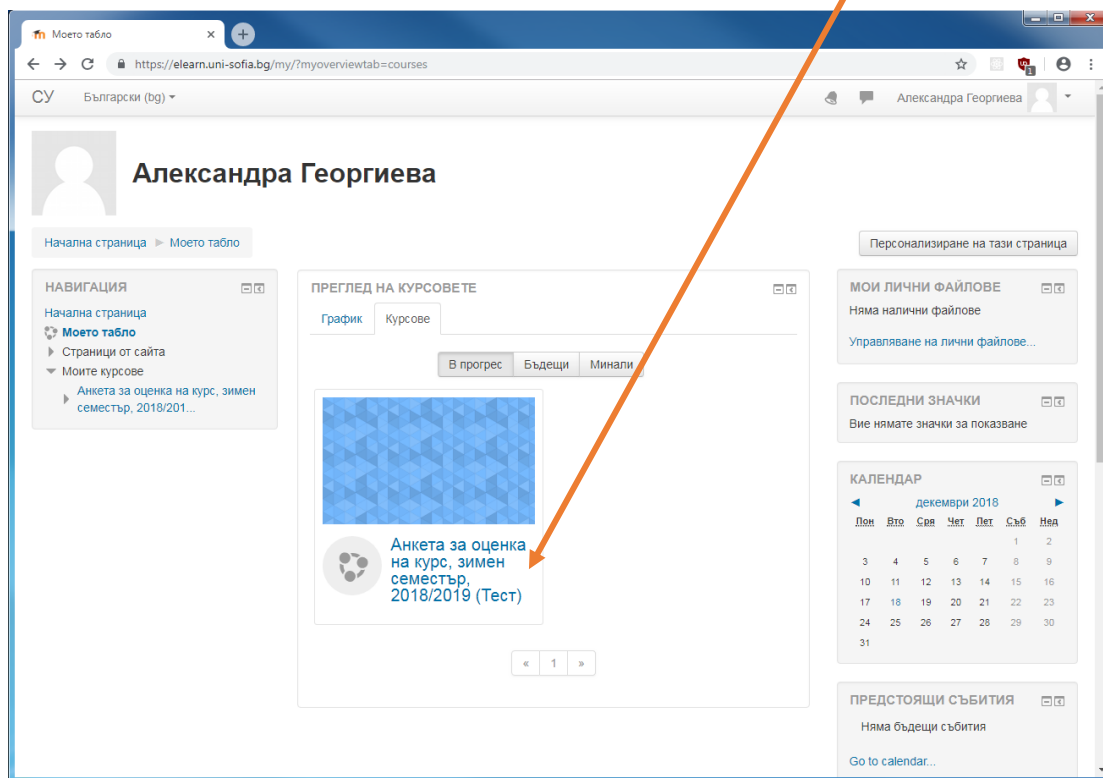 Моето табло
https://elearn.uni-sofia.bg/my/?myoverviewtab=courses
1
СУ Български (bg)
Александра Георгиева
Александра Георгиева
Начална страница Моето табло
Персонализиране на тази страница
НАВИГАЦИЯ
Начална страница
Моето табло
Страници от сайта
Моите курсове
Анкета за оценка на курс, зимен
семестър, 2018/201...
ПРЕГЛЕД НА КУРСОВЕТЕ
График Курсове
В прогрес Бъдещи Минали
Анкета за оценка
на курс, зимен
семестър,
2018/2019 (Тест)
« 1 »
МОИ ЛИЧНИ ФАЙЛОВЕ
Няма налични файлове
Управляване на лични файлове...
ПОСЛЕДНИ ЗНАЧКИ
Вие нямате значки за показване
КАЛЕНДАР
декември 2018
Пон Вто Сря Чет Пет Съб Нед
1 2
3 4 5 6 7 8 9
10 11 12 13 14 15 16
17 18 19 20 21 22 23
24 25 26 27 28 29 30
31
ПРЕДСТОЯЩИ СЪБИТИЯ
Няма бъдещи събития
Go to calendar...